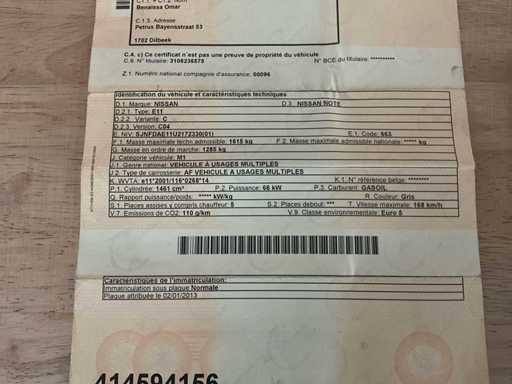 C.1.1. + C.1.2. Nom
Benaissa Omar
C.1.3. Adresse
Petrus Bayensstraat 53
1702 Dilbeek
C.4. c) Ce certificat n'est pas une preuve de propriété du véhicule
C.6. N° titulaire: 3106236575 N° BCE du titulaire: **********
Z.1. Numéro national compagnie d'assurance: 00096
Identification du véhicule et caractéristiques techniques
D.1. Marque: NISSAN D.3. NISSAN NOTE
D.2.1. Type: E11
D.2.2. Variante: C
D.2.3. Version: C04
E. NIV: SJNFDAE11U2172330(01) E.1. Code: 563
F.1. Masse maximale techn admissible: 1615 kg F.2. Masse maximale admissible nationale: ***** kg
G. Masse en ordre de marche: 1285 kg
J. Catégorie véhicule: M1
J.1. Genre national: VEHICULE A USAGES MULTIPLES
J.2. Type de carrosserie: AF VEHICULE A USAGES MULTIPLES
K. WVTA: e11*2001/116*0268*14 K.1. N° référence belge: ********
P.1. Cylindrée: 1461 cm³ P.2. Puissance: 66 kW P.3. Carburant: GASOIL
Q. Rapport puissance/poids: ***** kW/kg R. Couleur: Gris
S.1. Places assises y compris chauffeur: 5 S.2. Places debout: *** T. Vitesse maximale: 168 km/h
V.7. Emissions de CO2: 110 g/km V.9. Classe environnementale: Euro 5
Caractéristiques de l'immatriculation:
Immatriculation sous plaque Normale
Plaque attribuée le 02/01/2013
414594156